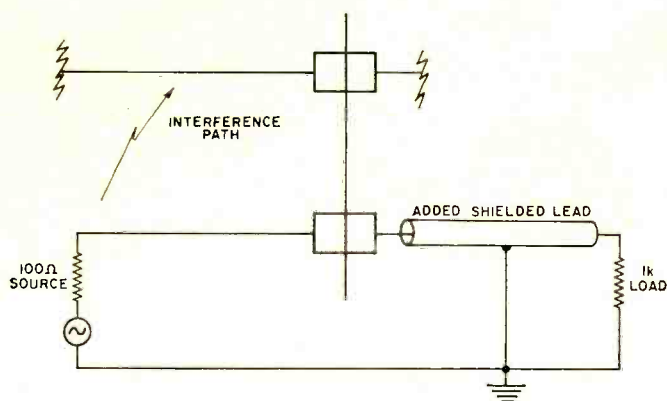 INTERFERENCE
PATH
ADDED SHIELDED LEAD
100Ω
SOURCE
1k
LOAD